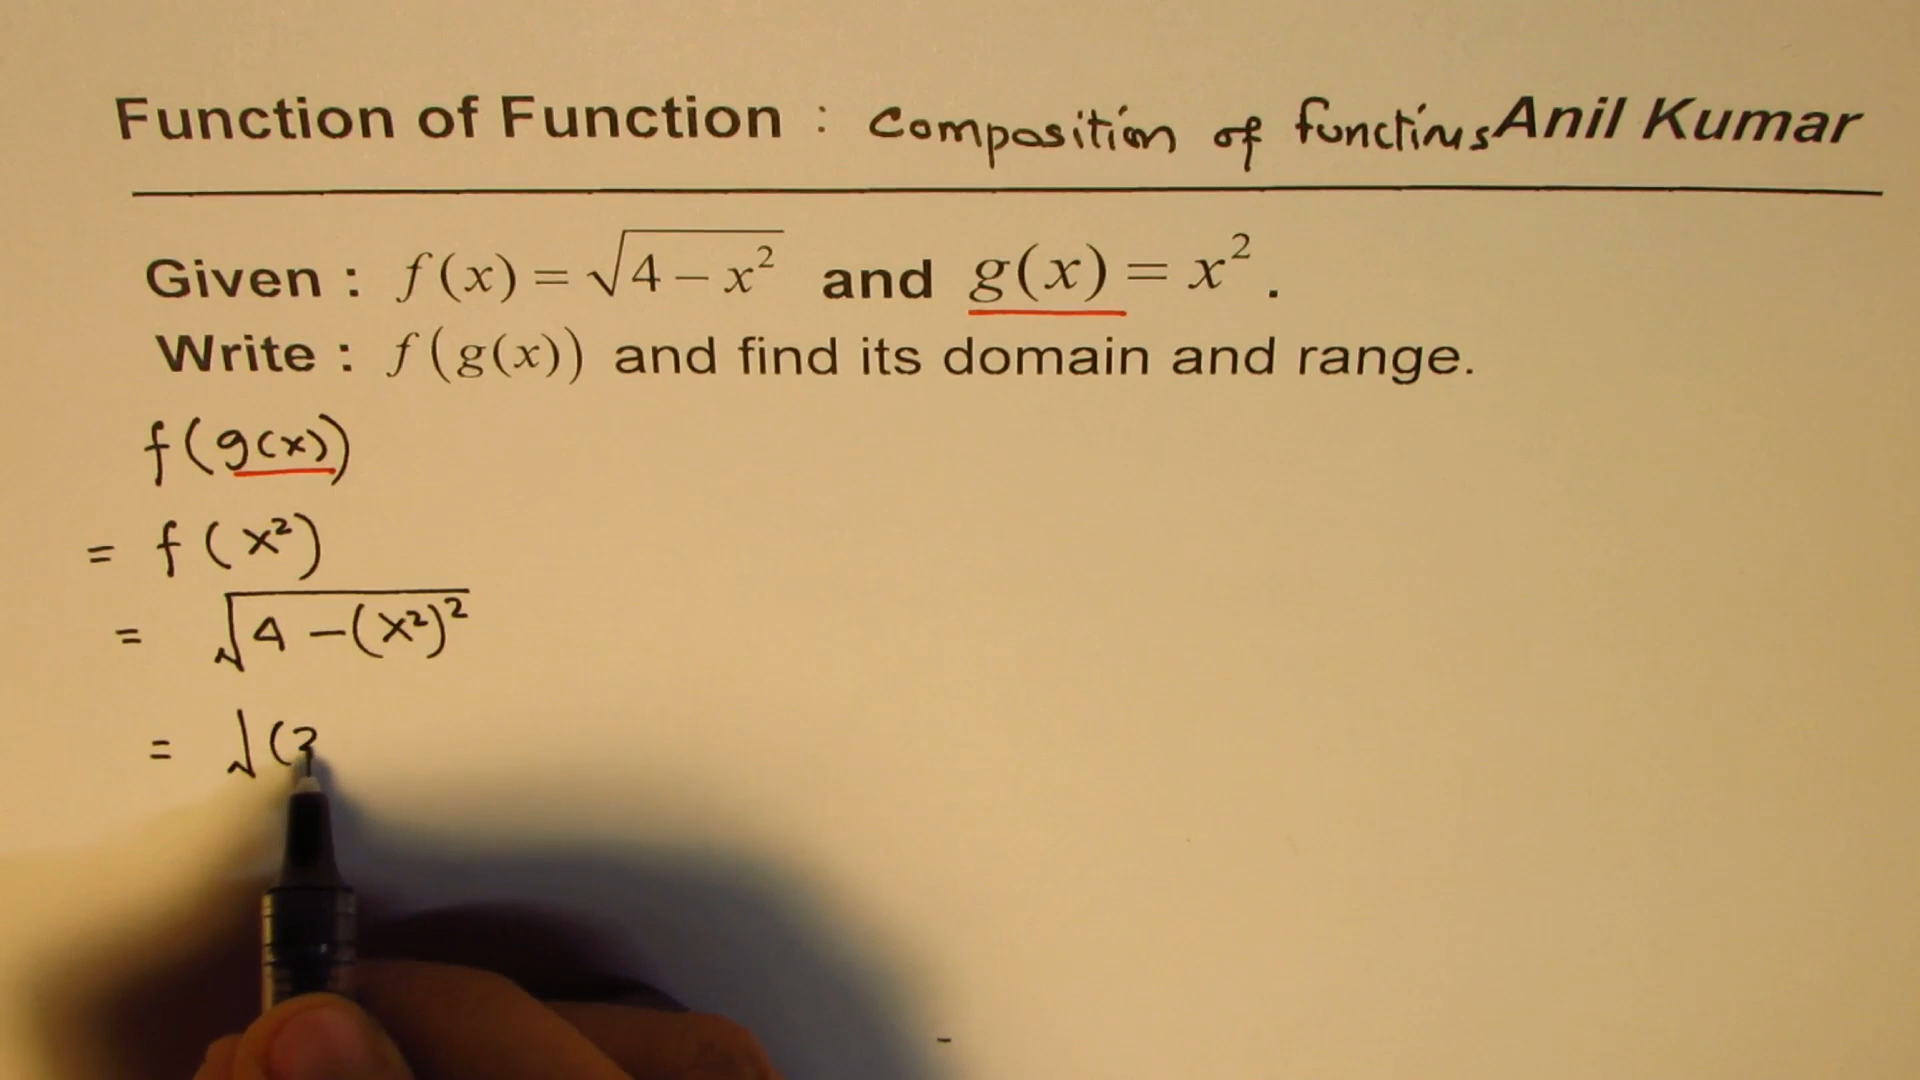 Function of Function : Composition of functions Anil Kumar
Given : f(x) = √(4 − x²) and g(x) = x².
Write : f(g(x)) and find its domain and range.
f(g(x))
= f(x²)
= √(4 − (x²)²)
= √(2